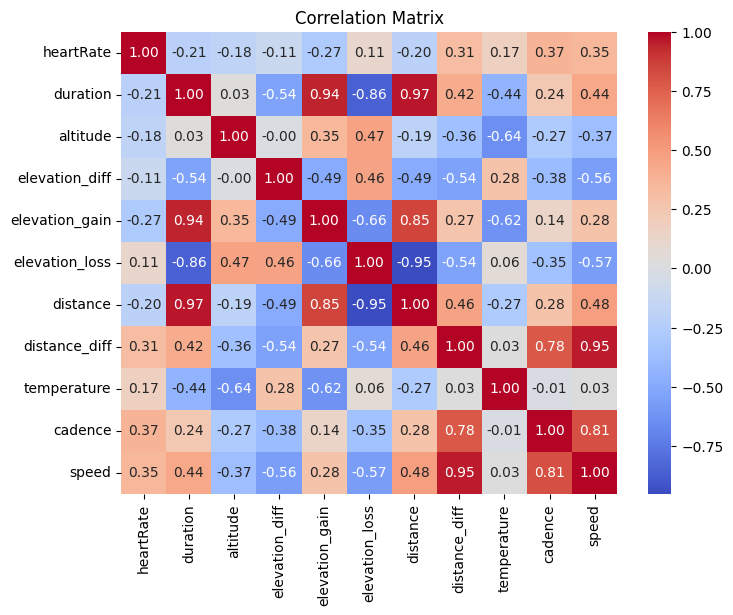 Correlation Matrix
heartRate 1.00 -0.21 -0.18 -0.11 -0.27 0.11 -0.20 0.31 0.17 0.37 0.35
duration -0.21 1.00 0.03 -0.54 0.94 -0.86 0.97 0.42 -0.44 0.24 0.44
altitude -0.18 0.03 1.00 -0.00 0.35 0.47 -0.19 -0.36 -0.64 -0.27 -0.37
elevation_diff -0.11 -0.54 -0.00 1.00 -0.49 0.46 -0.49 -0.54 0.28 -0.38 -0.56
elevation_gain -0.27 0.94 0.35 -0.49 1.00 -0.66 0.85 0.27 -0.62 0.14 0.28
elevation_loss 0.11 -0.86 0.47 0.46 -0.66 1.00 -0.95 -0.54 0.06 -0.35 -0.57
distance -0.20 0.97 -0.19 -0.49 0.85 -0.95 1.00 0.46 -0.27 0.28 0.48
distance_diff 0.31 0.42 -0.36 -0.54 0.27 -0.54 0.46 1.00 0.03 0.78 0.95
temperature 0.17 -0.44 -0.64 0.28 -0.62 0.06 -0.27 0.03 1.00 -0.01 0.03
cadence 0.37 0.24 -0.27 -0.38 0.14 -0.35 0.28 0.78 -0.01 1.00 0.81
speed 0.35 0.44 -0.37 -0.56 0.28 -0.57 0.48 0.95 0.03 0.81 1.00
heartRate
duration
altitude
elevation_diff
elevation_gain
elevation_loss
distance
distance_diff
temperature
cadence
speed
1.00
0.75
0.50
0.25
0.00
-0.25
-0.50
-0.75